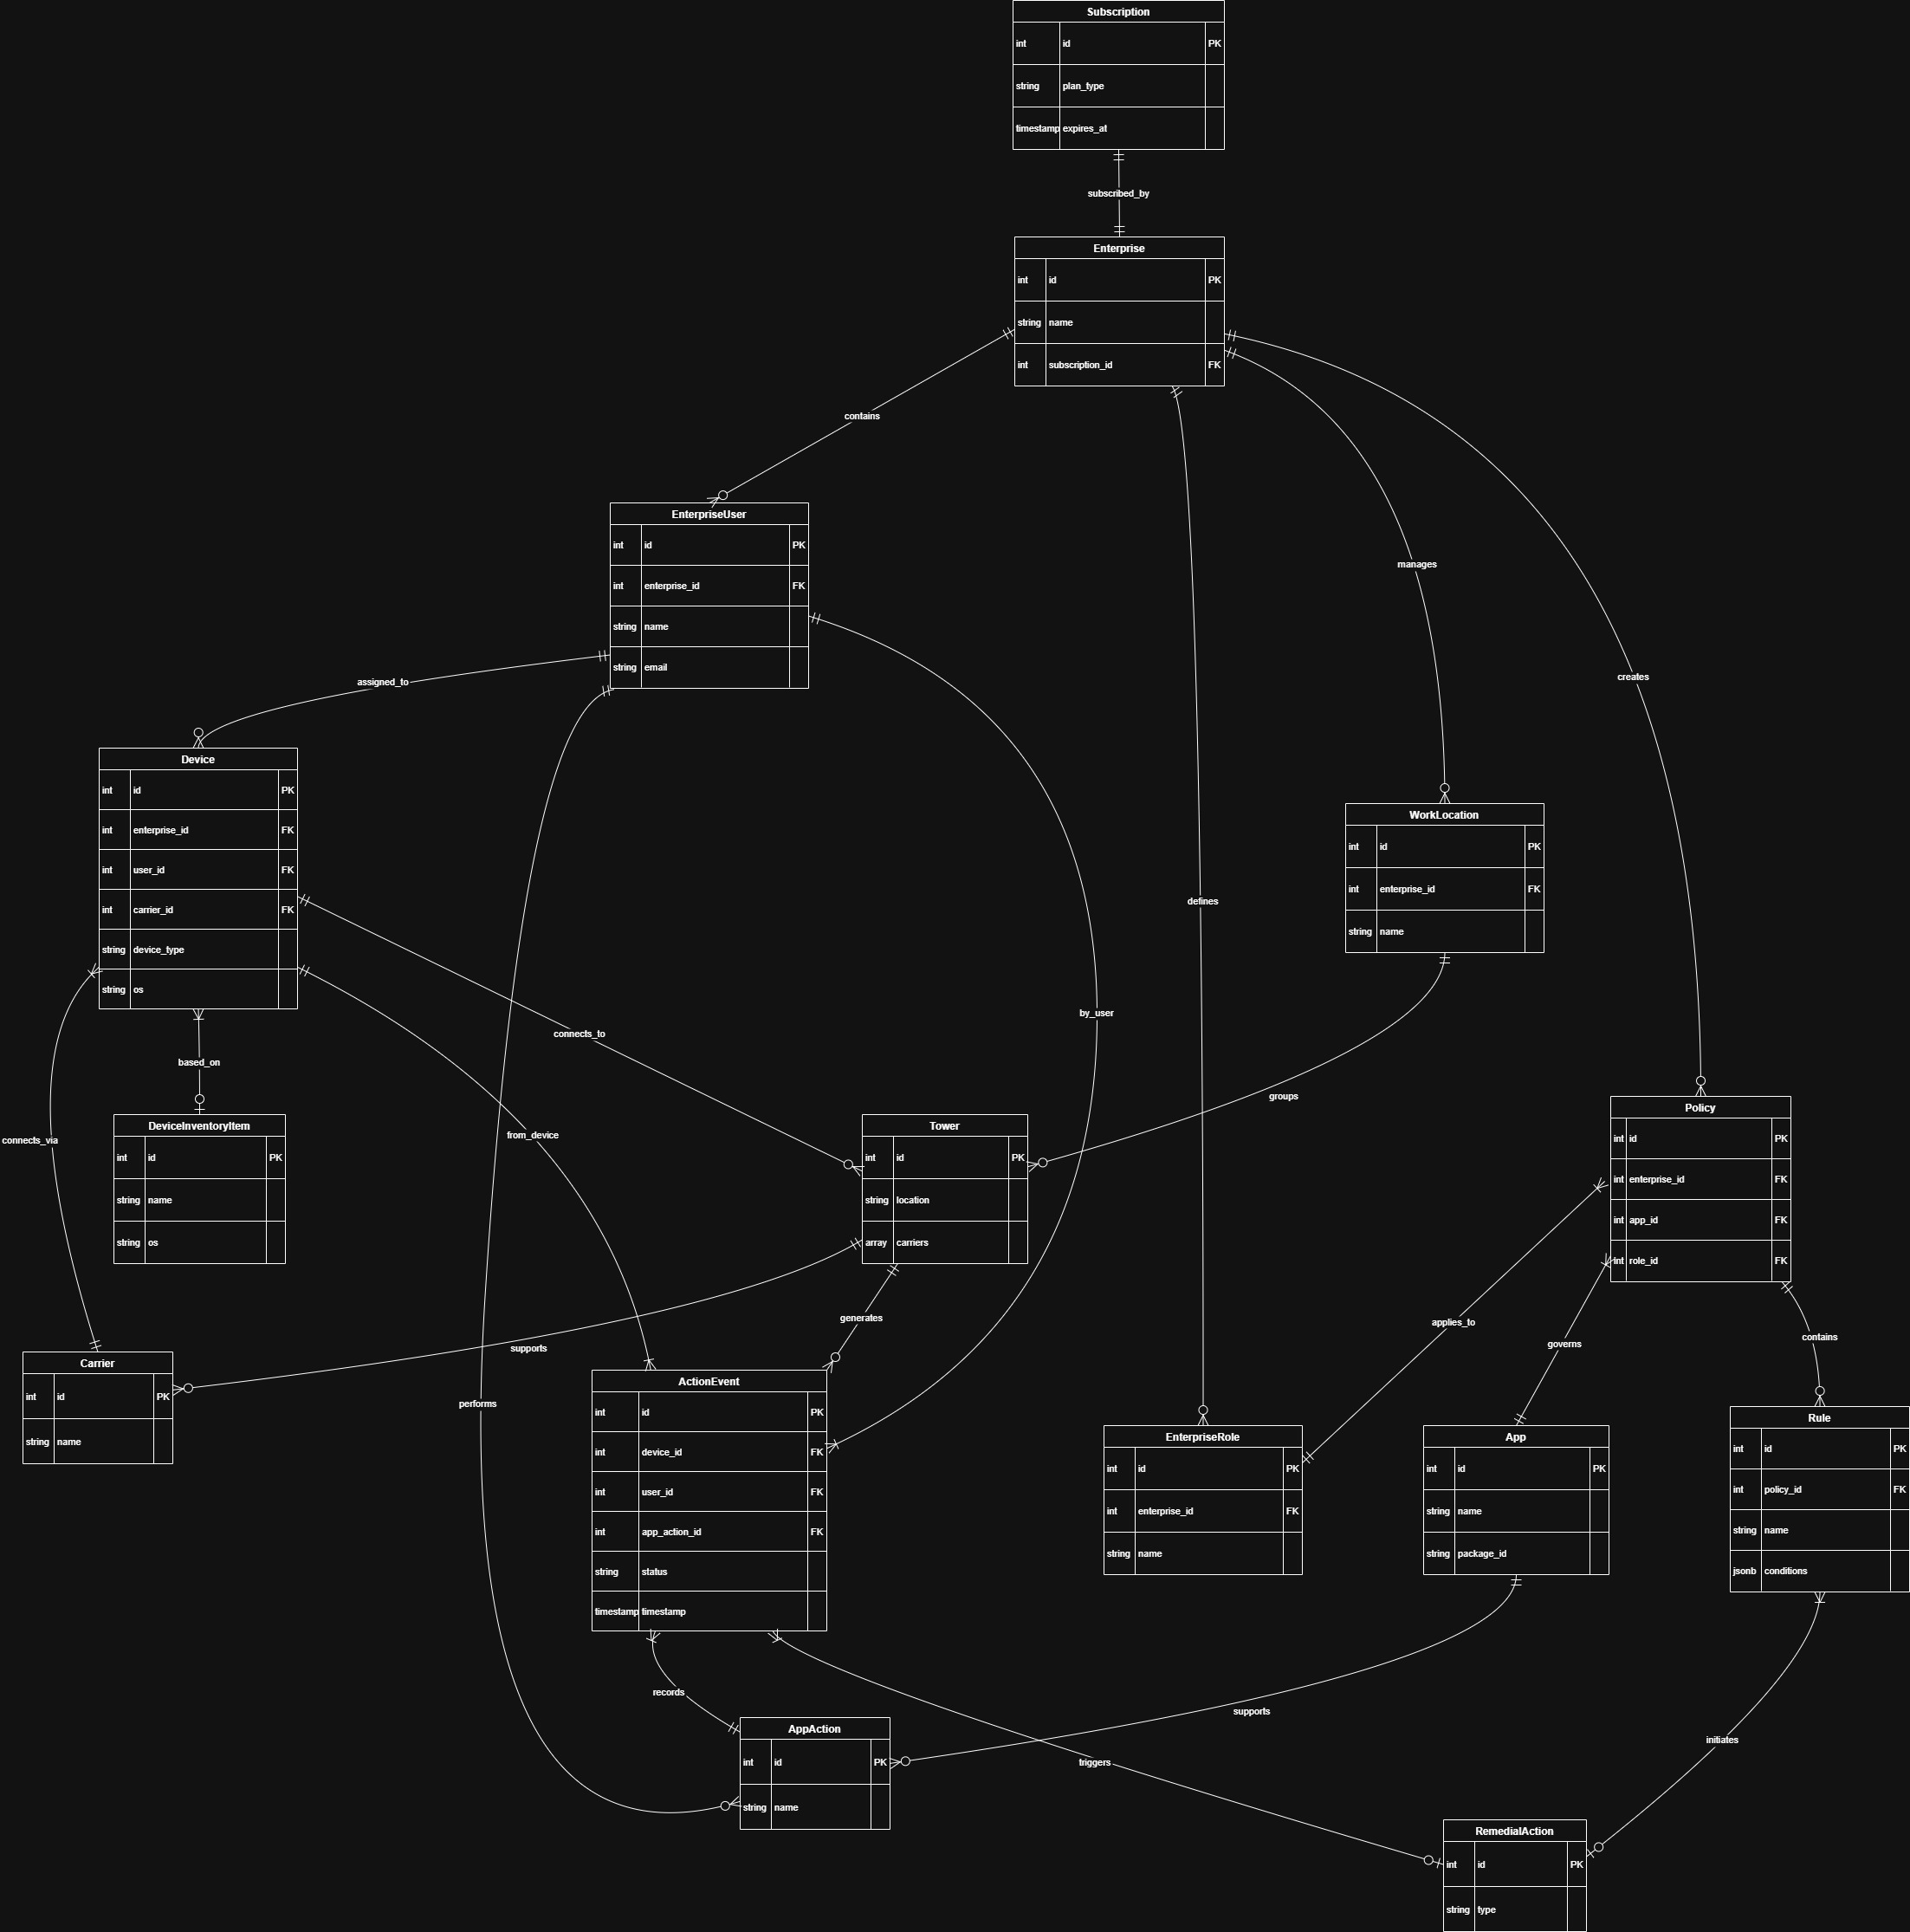 Subscription
int id PK
string plan_type
timestamp expires_at
subscribed_by
Enterprise
int id PK
string name
int subscription_id FK
contains
EnterpriseUser
int id PK
int enterprise_id FK
string name
string email
manages
creates
assigned_to
Device
int id PK
int enterprise_id FK
int user_id FK
int carrier_id FK
string device_type
string os
WorkLocation
int id PK
int enterprise_id FK
string name
defines
by_user
connects_to
based_on
groups
connects_via
from_device
DeviceInventoryItem
int id PK
string name
string os
Tower
int id PK
string location
array carriers
Policy
int id PK
int enterprise_id FK
int app_id FK
int role_id FK
generates
applies_to
governs
contains
supports
Carrier
int id PK
string name
performs
ActionEvent
int id PK
int device_id FK
int user_id FK
int app_action_id FK
string status
timestamp timestamp
EnterpriseRole
int id PK
int enterprise_id FK
string name
App
int id PK
string name
string package_id
Rule
int id PK
int policy_id FK
string name
jsonb conditions
records
supports
initiates
triggers
AppAction
int id PK
string name
RemedialAction
int id PK
string type